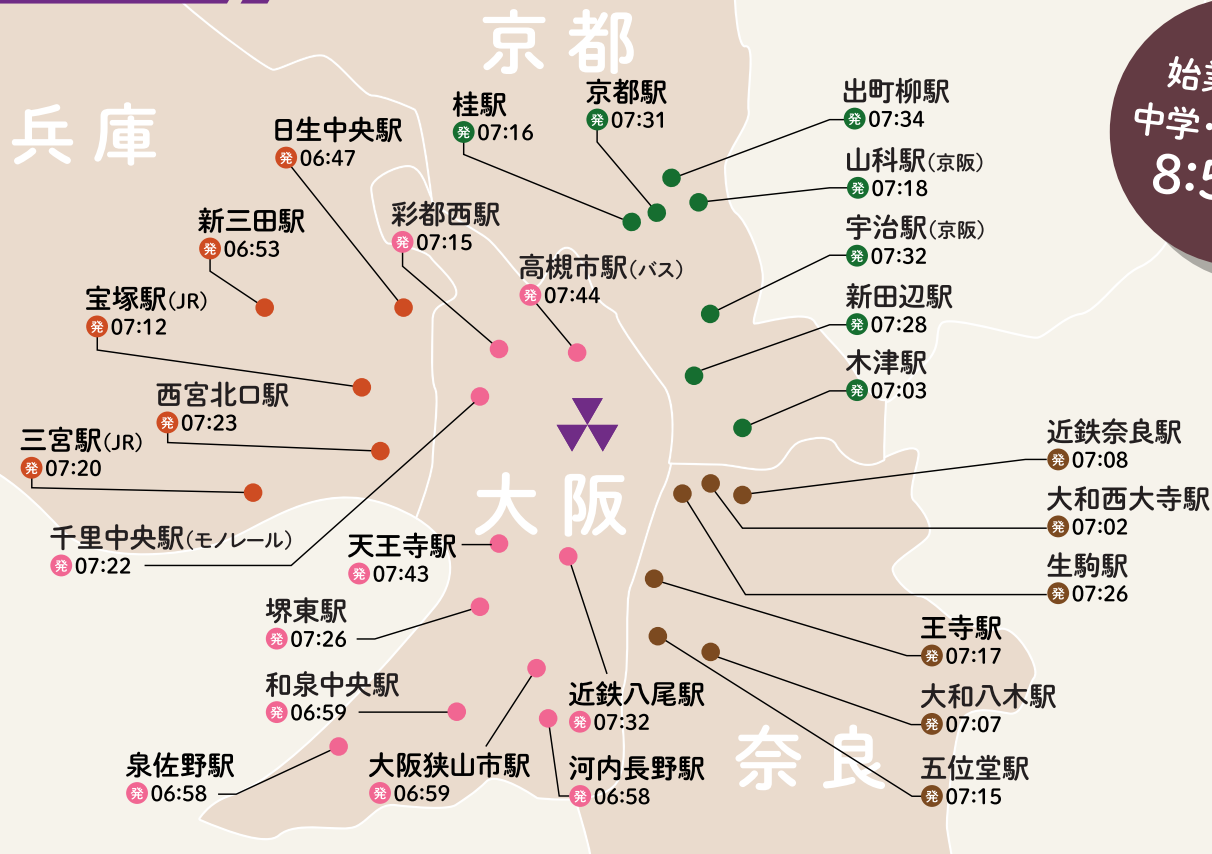 京都
兵庫
始業
中学・
8:5
桂駅
発 07:16
京都駅
発 07:31
出町柳駅
発 07:34
日生中央駅
発 06:47
山科駅(京阪)
発 07:18
新三田駅
発 06:53
彩都西駅
発 07:15
宇治駅(京阪)
発 07:32
高槻市駅(バス)
発 07:44
宝塚駅(JR)
発 07:12
新田辺駅
発 07:28
木津駅
発 07:03
西宮北口駅
発 07:23
三宮駅(JR)
発 07:20
近鉄奈良駅
発 07:08
大阪
大和西大寺駅
発 07:02
千里中央駅(モノレール)
発 07:22
天王寺駅
発 07:43
生駒駅
発 07:26
堺東駅
発 07:26
王寺駅
発 07:17
和泉中央駅
発 06:59
近鉄八尾駅
発 07:32
大和八木駅
発 07:07
奈良
泉佐野駅
発 06:58
大阪狭山市駅
発 06:59
河内長野駅
発 06:58
五位堂駅
発 07:15